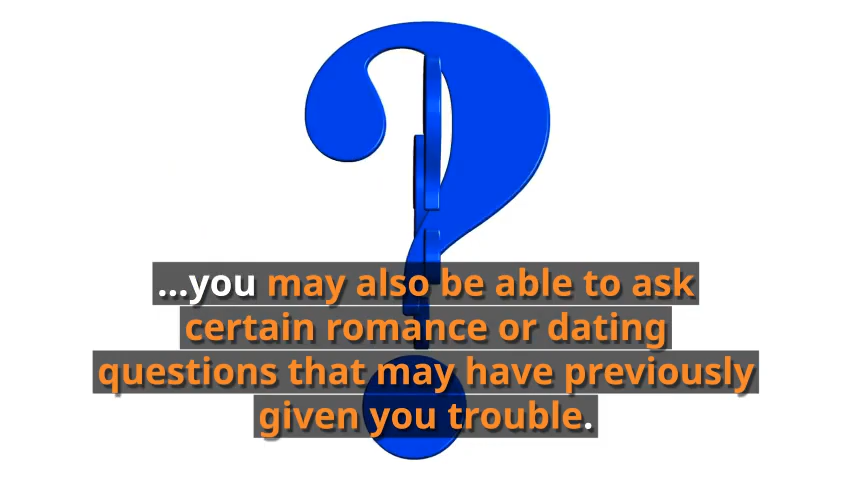 ...you may also be able to ask
certain romance or dating
questions that may have previously
given you trouble.